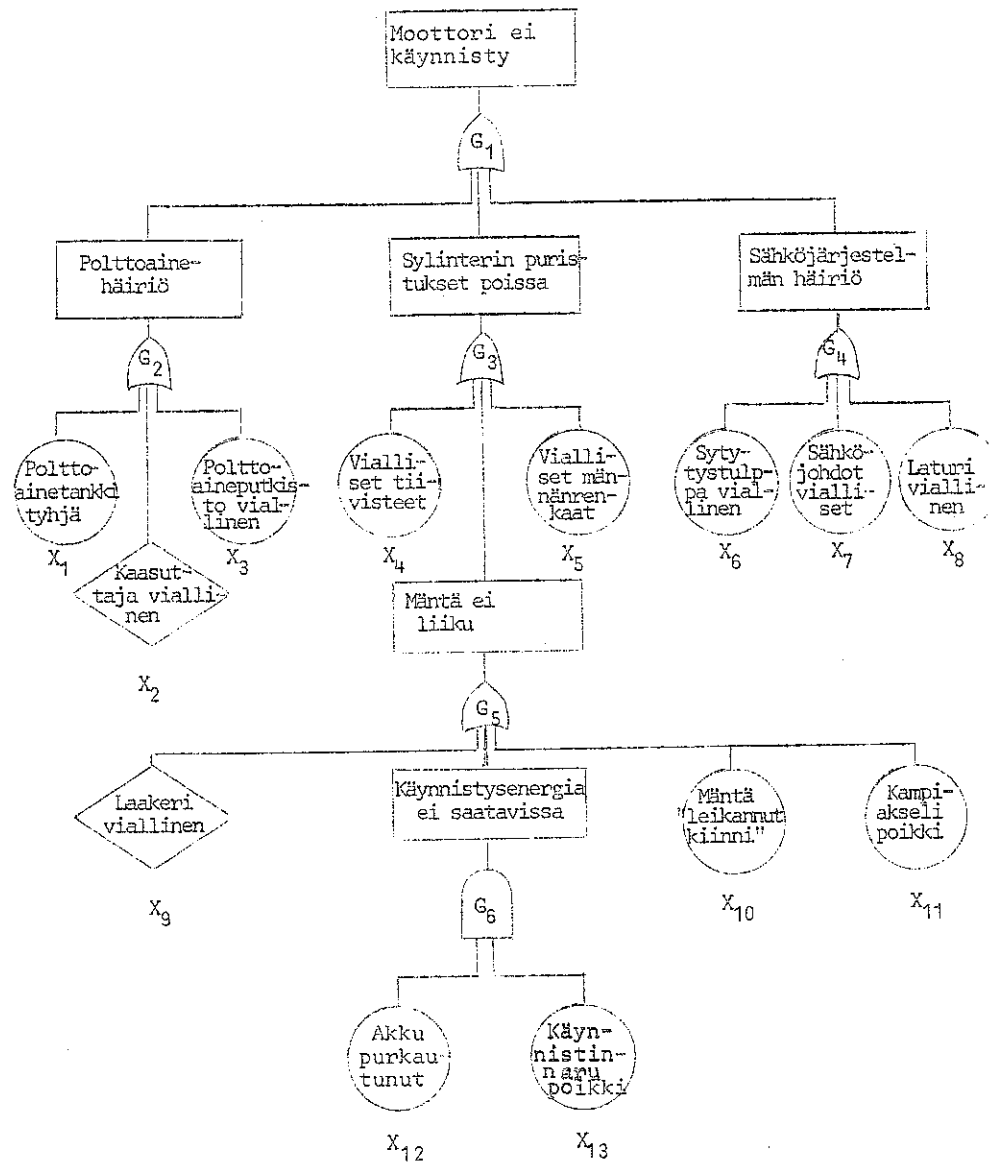 Moottori ei
käynnisty
G1
Polttoaine-
häiriö
Sylinterin puris-
tukset poissa
Sähköjärjestel-
män häiriö
G2
G3
G4
Poltto-
ainetankki
tyhjä
X1
Kaasut-
taja vialli-
nen
X2
Poltto-
aineputkis-
to vial-
linen
X3
Vialli-
set tii-
visteet
X4
Vialli-
set män-
nänren-
kaat
X5
Syty-
tystulp-
pa vial-
linen
X6
Sähkö-
johdot
vialli-
set
X7
Laturi
vialli-
nen
X8
Mäntä ei
liiku
G5
Laakeri
viallinen
X9
Käynnistysenergia
ei saatavissa
Mäntä
"leikannut
kiinni"
X10
Kampi-
akseli
poikki
X11
G6
Akku
purkau-
tunut
X12
Käyn-
nistin-
naru
poikki
X13